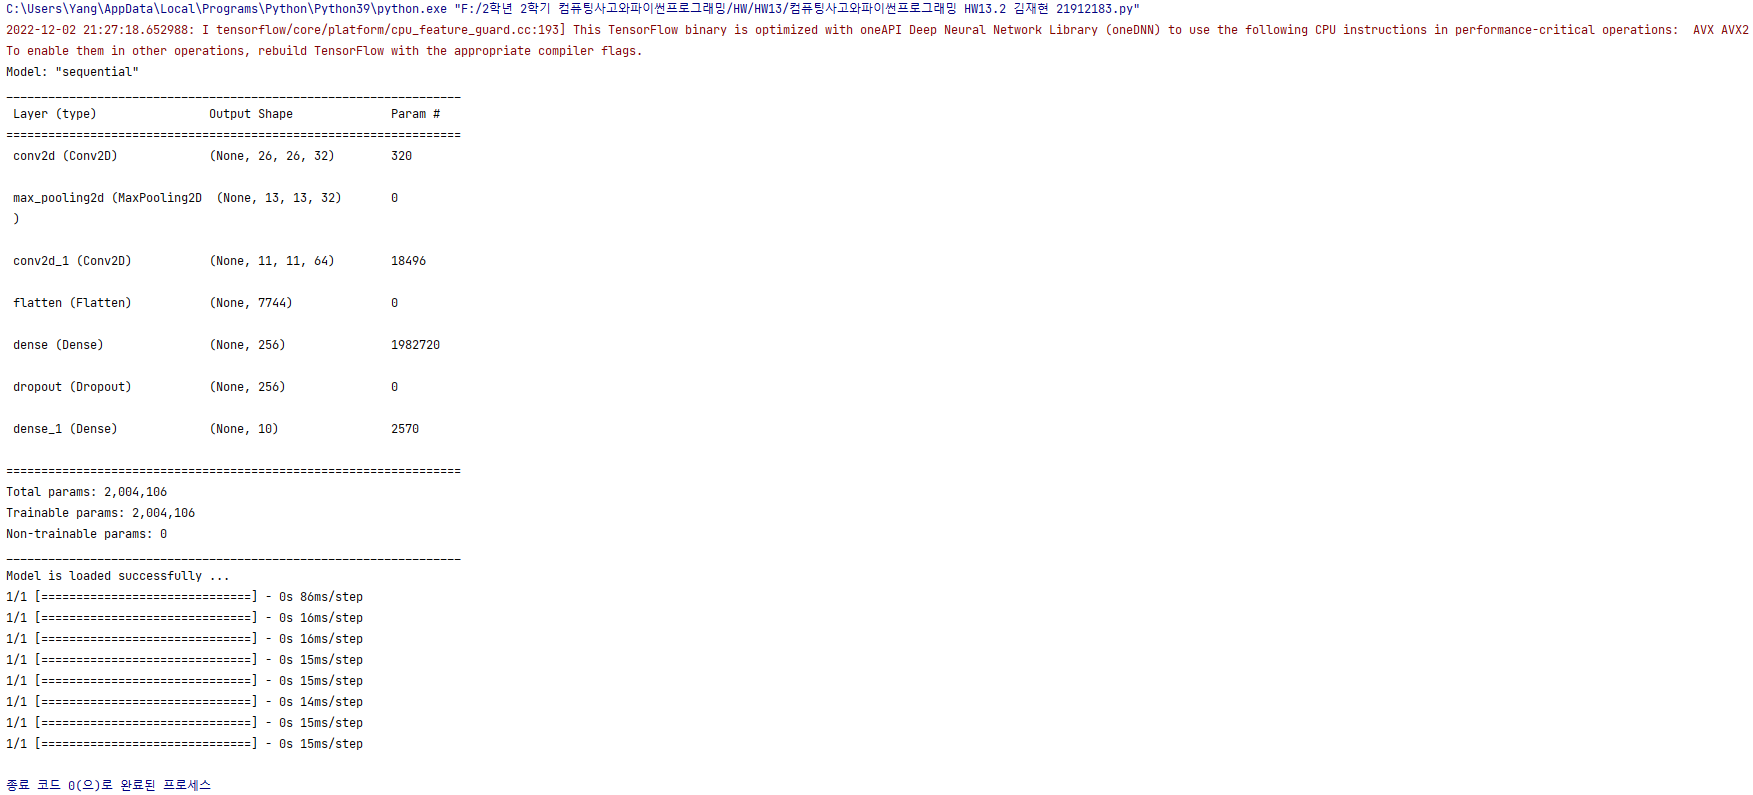 C:\Users\Yang\AppData\Local\Programs\Python\Python39\python.exe "F:/2학년 2학기 컴퓨팅사고와파이썬프로그래밍/HW/HW13/컴퓨팅사고와파이썬프로그래밍 HW13.2 김재현 21912183.py"
2022-12-02 21:27:18.652988: I tensorflow/core/platform/cpu_feature_guard.cc:193] This TensorFlow binary is optimized with oneAPI Deep Neural Network Library (oneDNN) to use the following CPU instructions in performance-critical operations:  AVX AVX2
To enable them in other operations, rebuild TensorFlow with the appropriate compiler flags.
Model: "sequential"
_________________________________________________________________
 Layer (type)                Output Shape              Param #
=================================================================
 conv2d (Conv2D)             (None, 26, 26, 32)        320
 max_pooling2d (MaxPooling2D  (None, 13, 13, 32)       0
 )
 conv2d_1 (Conv2D)           (None, 11, 11, 64)        18496
 flatten (Flatten)           (None, 7744)              0
 dense (Dense)               (None, 256)               1982720
 dropout (Dropout)           (None, 256)               0
 dense_1 (Dense)             (None, 10)                2570
=================================================================
Total params: 2,004,106
Trainable params: 2,004,106
Non-trainable params: 0
_________________________________________________________________
Model is loaded successfully ...
1/1 [==============================] - 0s 86ms/step
1/1 [==============================] - 0s 16ms/step
1/1 [==============================] - 0s 16ms/step
1/1 [==============================] - 0s 15ms/step
1/1 [==============================] - 0s 15ms/step
1/1 [==============================] - 0s 14ms/step
1/1 [==============================] - 0s 15ms/step
1/1 [==============================] - 0s 15ms/step
종료 코드 0(으)로 완료된 프로세스